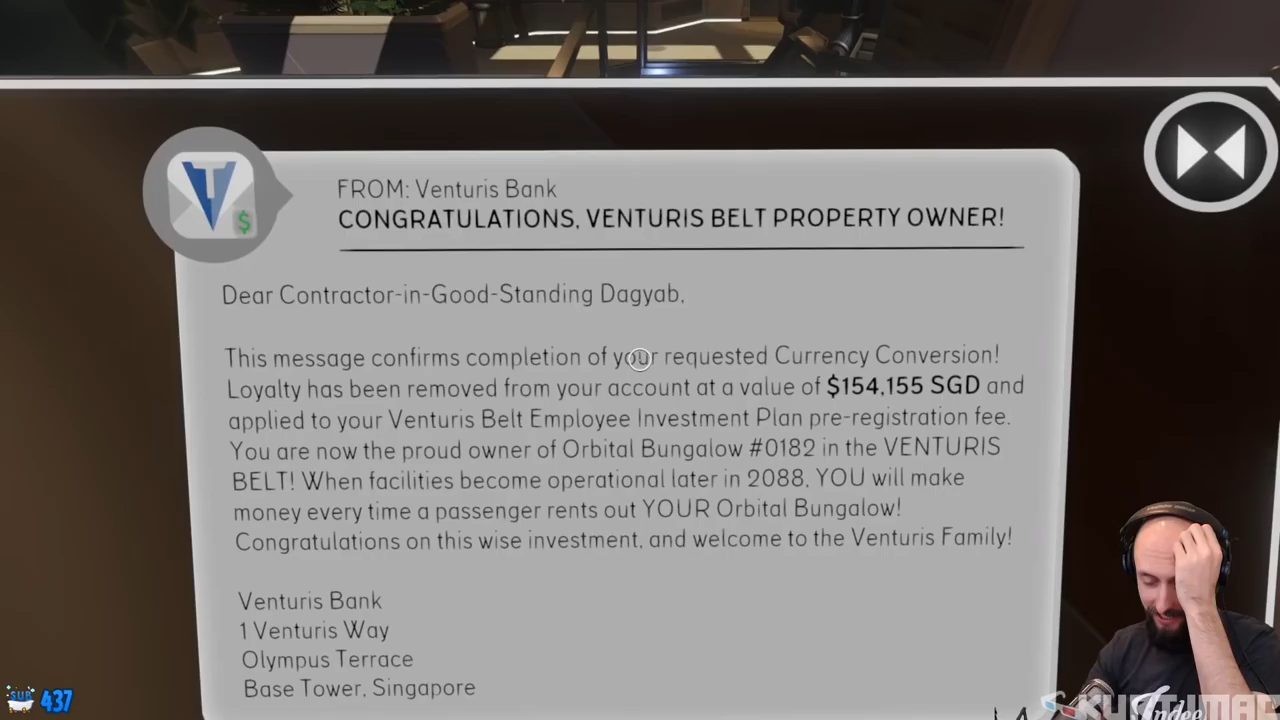 FROM: Venturis Bank
CONGRATULATIONS, VENTURIS BELT PROPERTY OWNER!
T
$
Dear Contractor-in-Good-Standing Dagyab,
This message confirms completion of your requested Currency Conversion!
Loyalty has been removed from your account at a value of $154,155 SGD and
applied to your Venturis Belt Employee Investment Plan pre-registration fee.
You are now the proud owner of Orbital Bungalow #0182 in the VENTURIS
BELT! When facilities become operational later in 2088, YOU will make
money every time a passenger rents out YOUR Orbital Bungalow!
Congratulations on this wise investment, and welcome to the Venturis Family!
Venturis Bank
1 Venturis Way
Olympus Terrace
Base Tower, Singapore
SUB
437